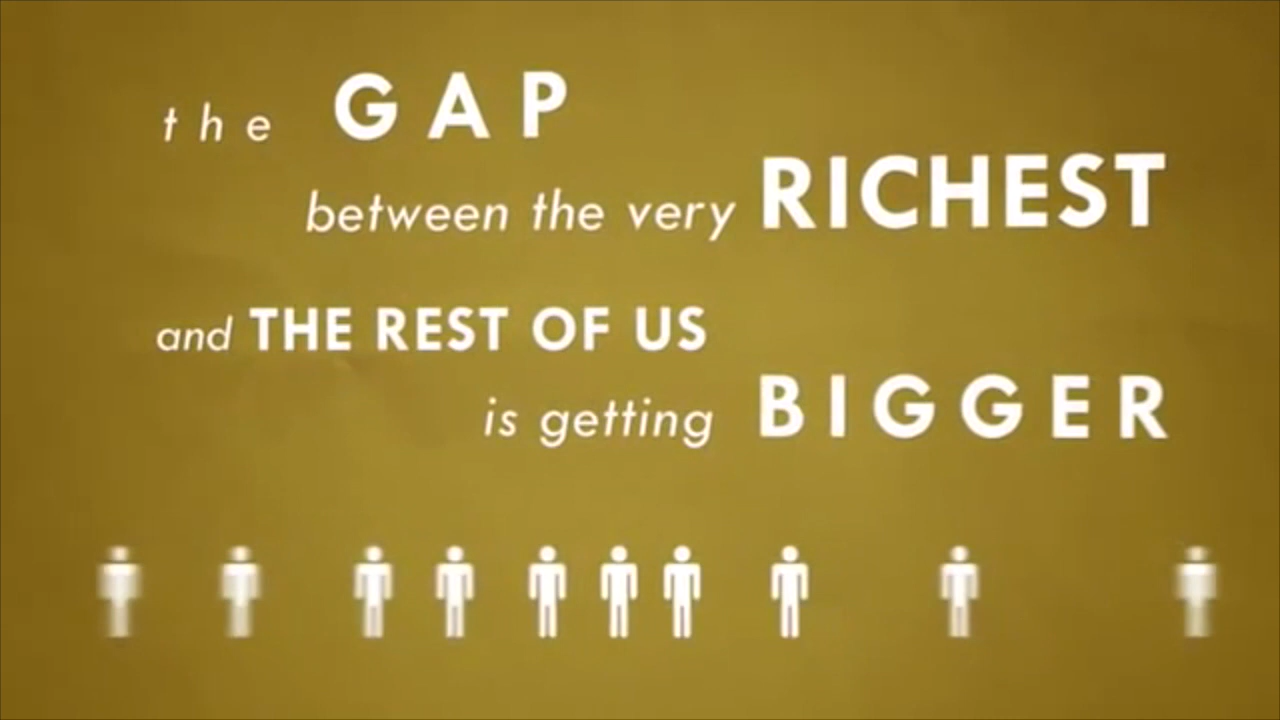 the GAP
between the very RICHEST
and THE REST OF US
is getting BIGGER